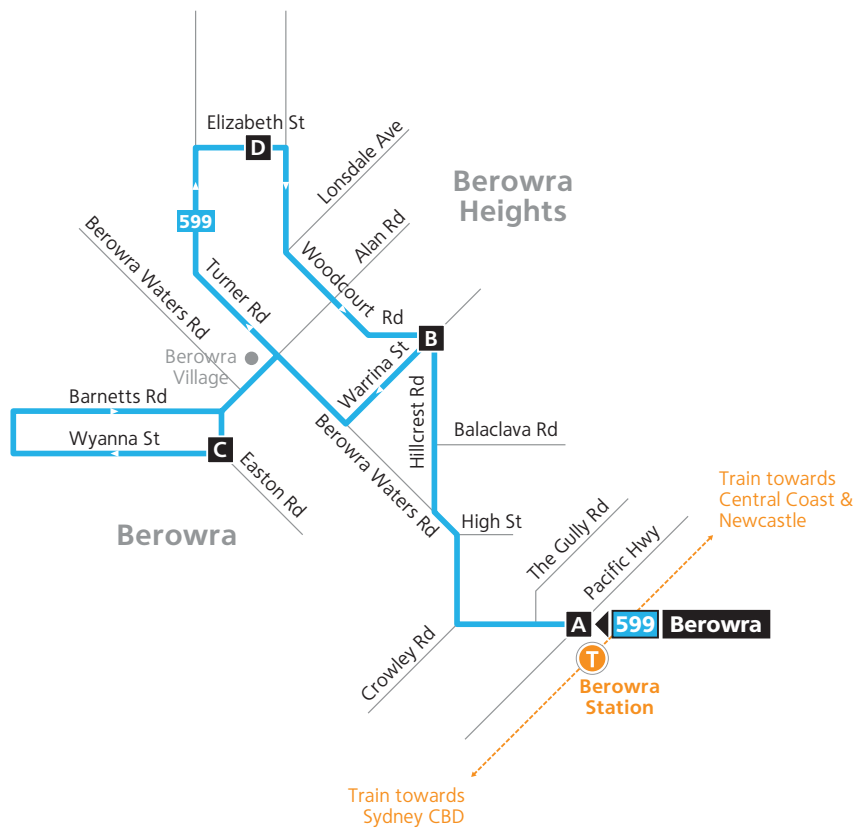 Elizabeth St
D
Lonsdale Ave
Berowra
Heights
599
Alan Rd
Berowra Waters Rd
Woodcourt
Rd
Turner Rd
B
Berowra
Village
Warrina St
Barnetts Rd
Hillcrest Rd
Wyanna St
C
Berowra Waters Rd
Balaclava Rd
Easton Rd
Train towards
Central Coast &
Newcastle
Berowra
High St
The Gully Rd
Pacific Hwy
A
599
Berowra
Crowley Rd
T
Berowra
Station
Train towards
Sydney CBD